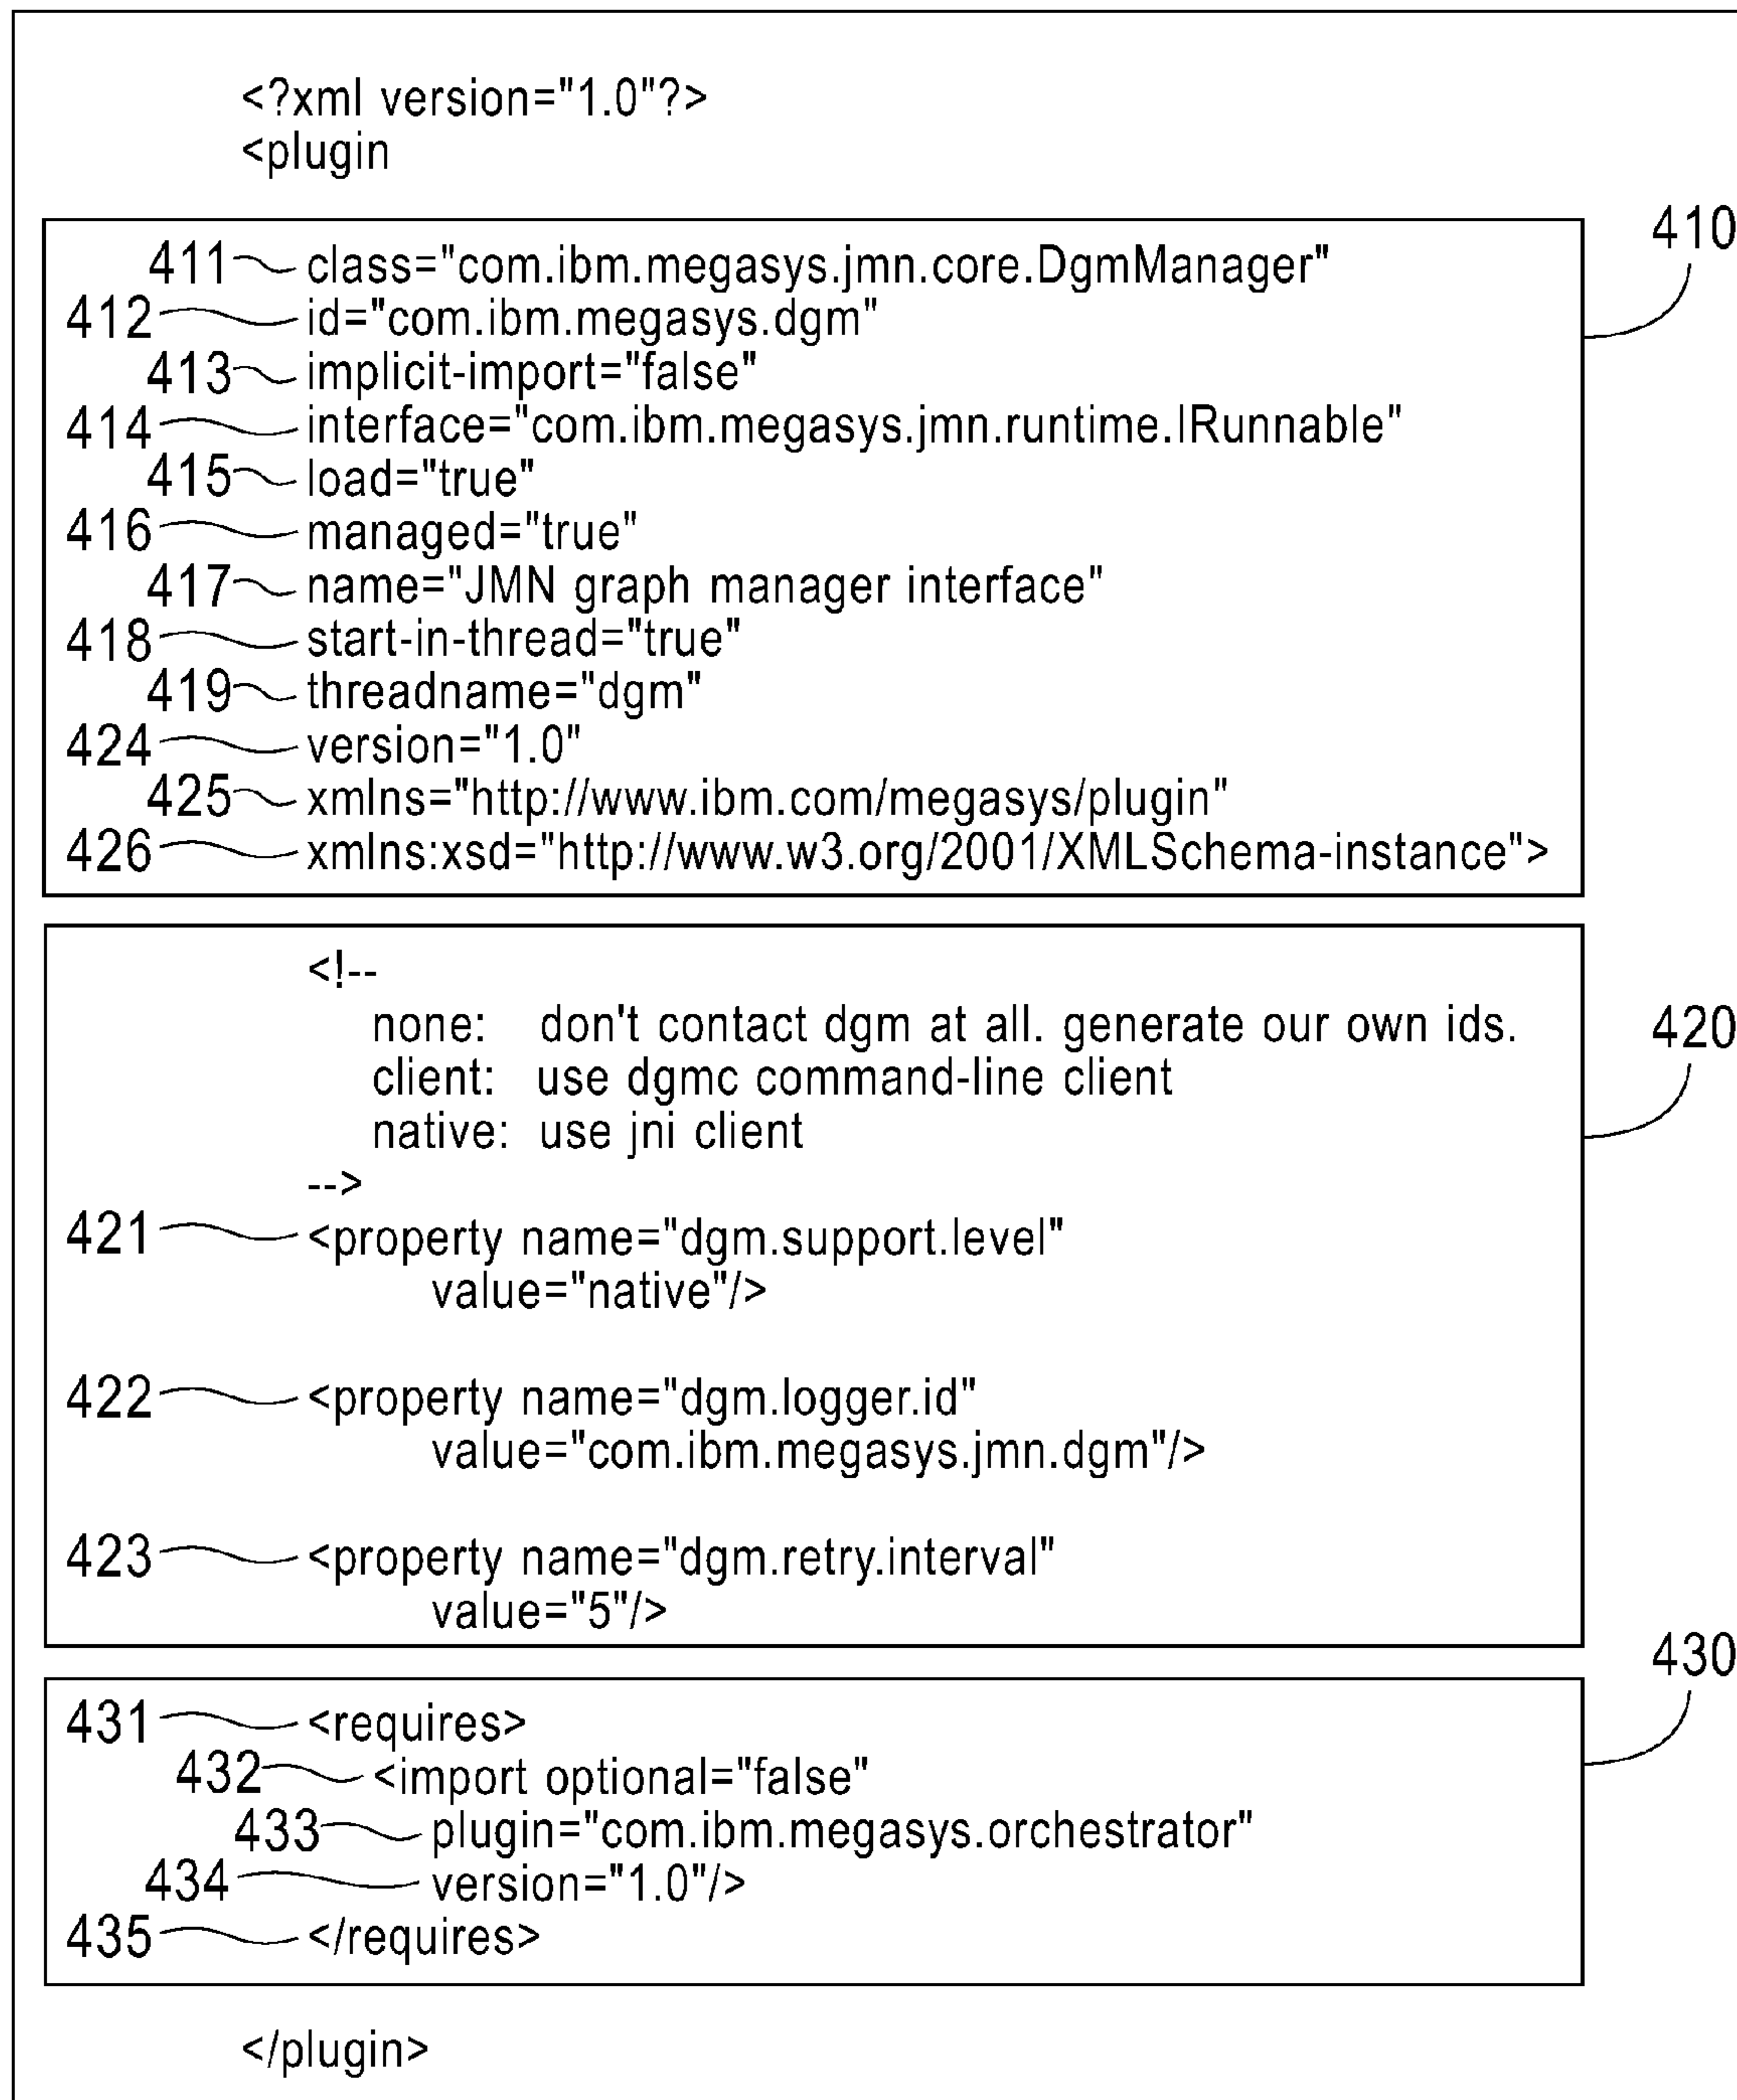 <?xml version="1.0"?>
<plugin
410
411 class="com.ibm.megasys.jmn.core.DgmManager"
412 id="com.ibm.megasys.dgm"
413 implicit-import="false"
414 interface="com.ibm.megasys.jmn.runtime.IRunnable"
415 load="true"
416 managed="true"
417 name="JMN graph manager interface"
418 start-in-thread="true"
419 threadname="dgm"
424 version="1.0"
425 xmlns="http://www.ibm.com/megasys/plugin"
426 xmlns:xsd="http://www.w3.org/2001/XMLSchema-instance">
<!--
none: don't contact dgm at all. generate our own ids.
420
client: use dgmc command-line client
native: use jni client
-->
421 <property name="dgm.support.level"
value="native"/>
422 <property name="dgm.logger.id"
value="com.ibm.megasys.jmn.dgm"/>
423 <property name="dgm.retry.interval"
value="5"/>
430
431 <requires>
432 <import optional="false"
433 plugin="com.ibm.megasys.orchestrator"
434 version="1.0"/>
435 </requires>
</plugin>